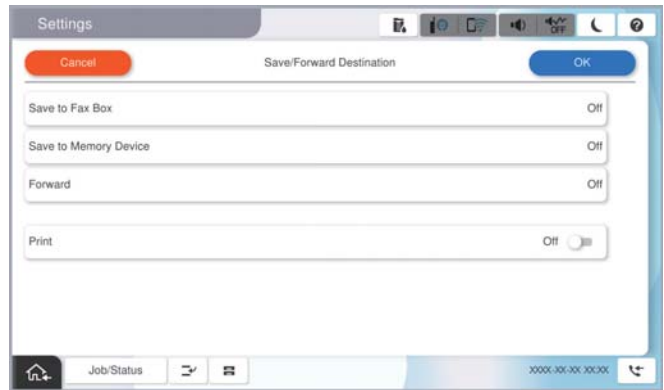 Settings
OFF
Cancel
Save/Forward Destination
OK
Save to Fax Box Off
Save to Memory Device Off
Forward Off
Print Off
Job/Status
XXXX-XX-XX XX:XX